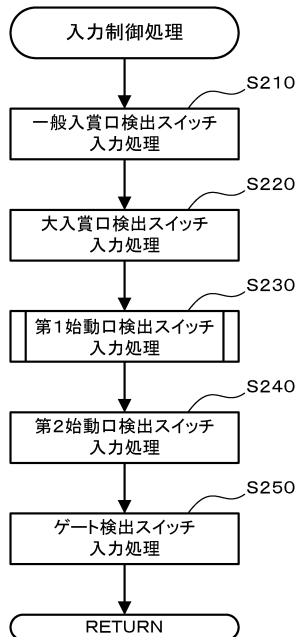 入力制御処理
S210
一般入賞口検出スイッチ
入力処理
S220
大入賞口検出スイッチ
入力処理
S230
第1始動口検出スイッチ
入力処理
S240
第2始動口検出スイッチ
入力処理
S250
ゲート検出スイッチ
入力処理
RETURN